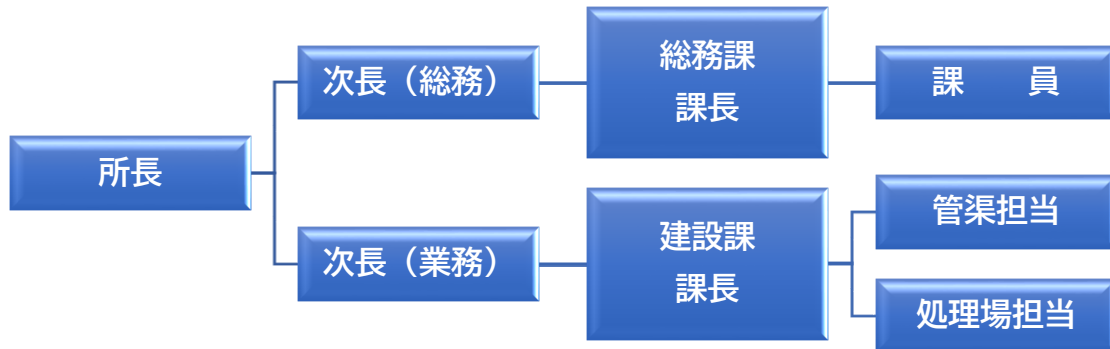 所長
次長（総務）
総務課
課長
課　　員
次長（業務）
建設課
課長
管渠担当
処理場担当